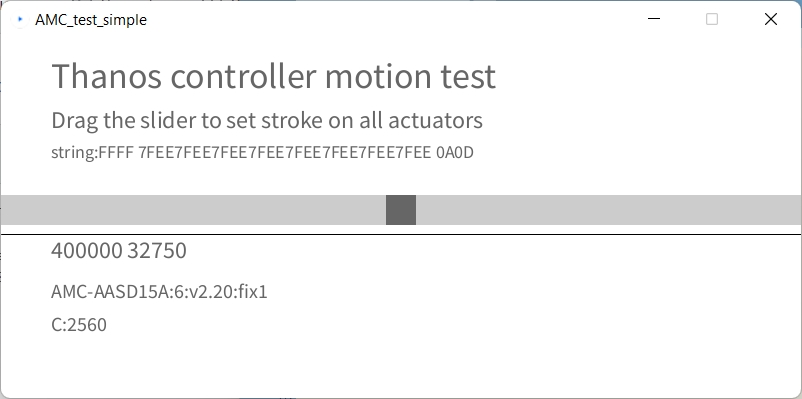 AMC_test_simple
Thanos controller motion test
Drag the slider to set stroke on all actuators
string:FFFF 7FEE7FEE7FEE7FEE7FEE7FEE7FEE7FEE 0A0D
400000 32750
AMC-AASD15A:6:v2.20:fix1
C:2560